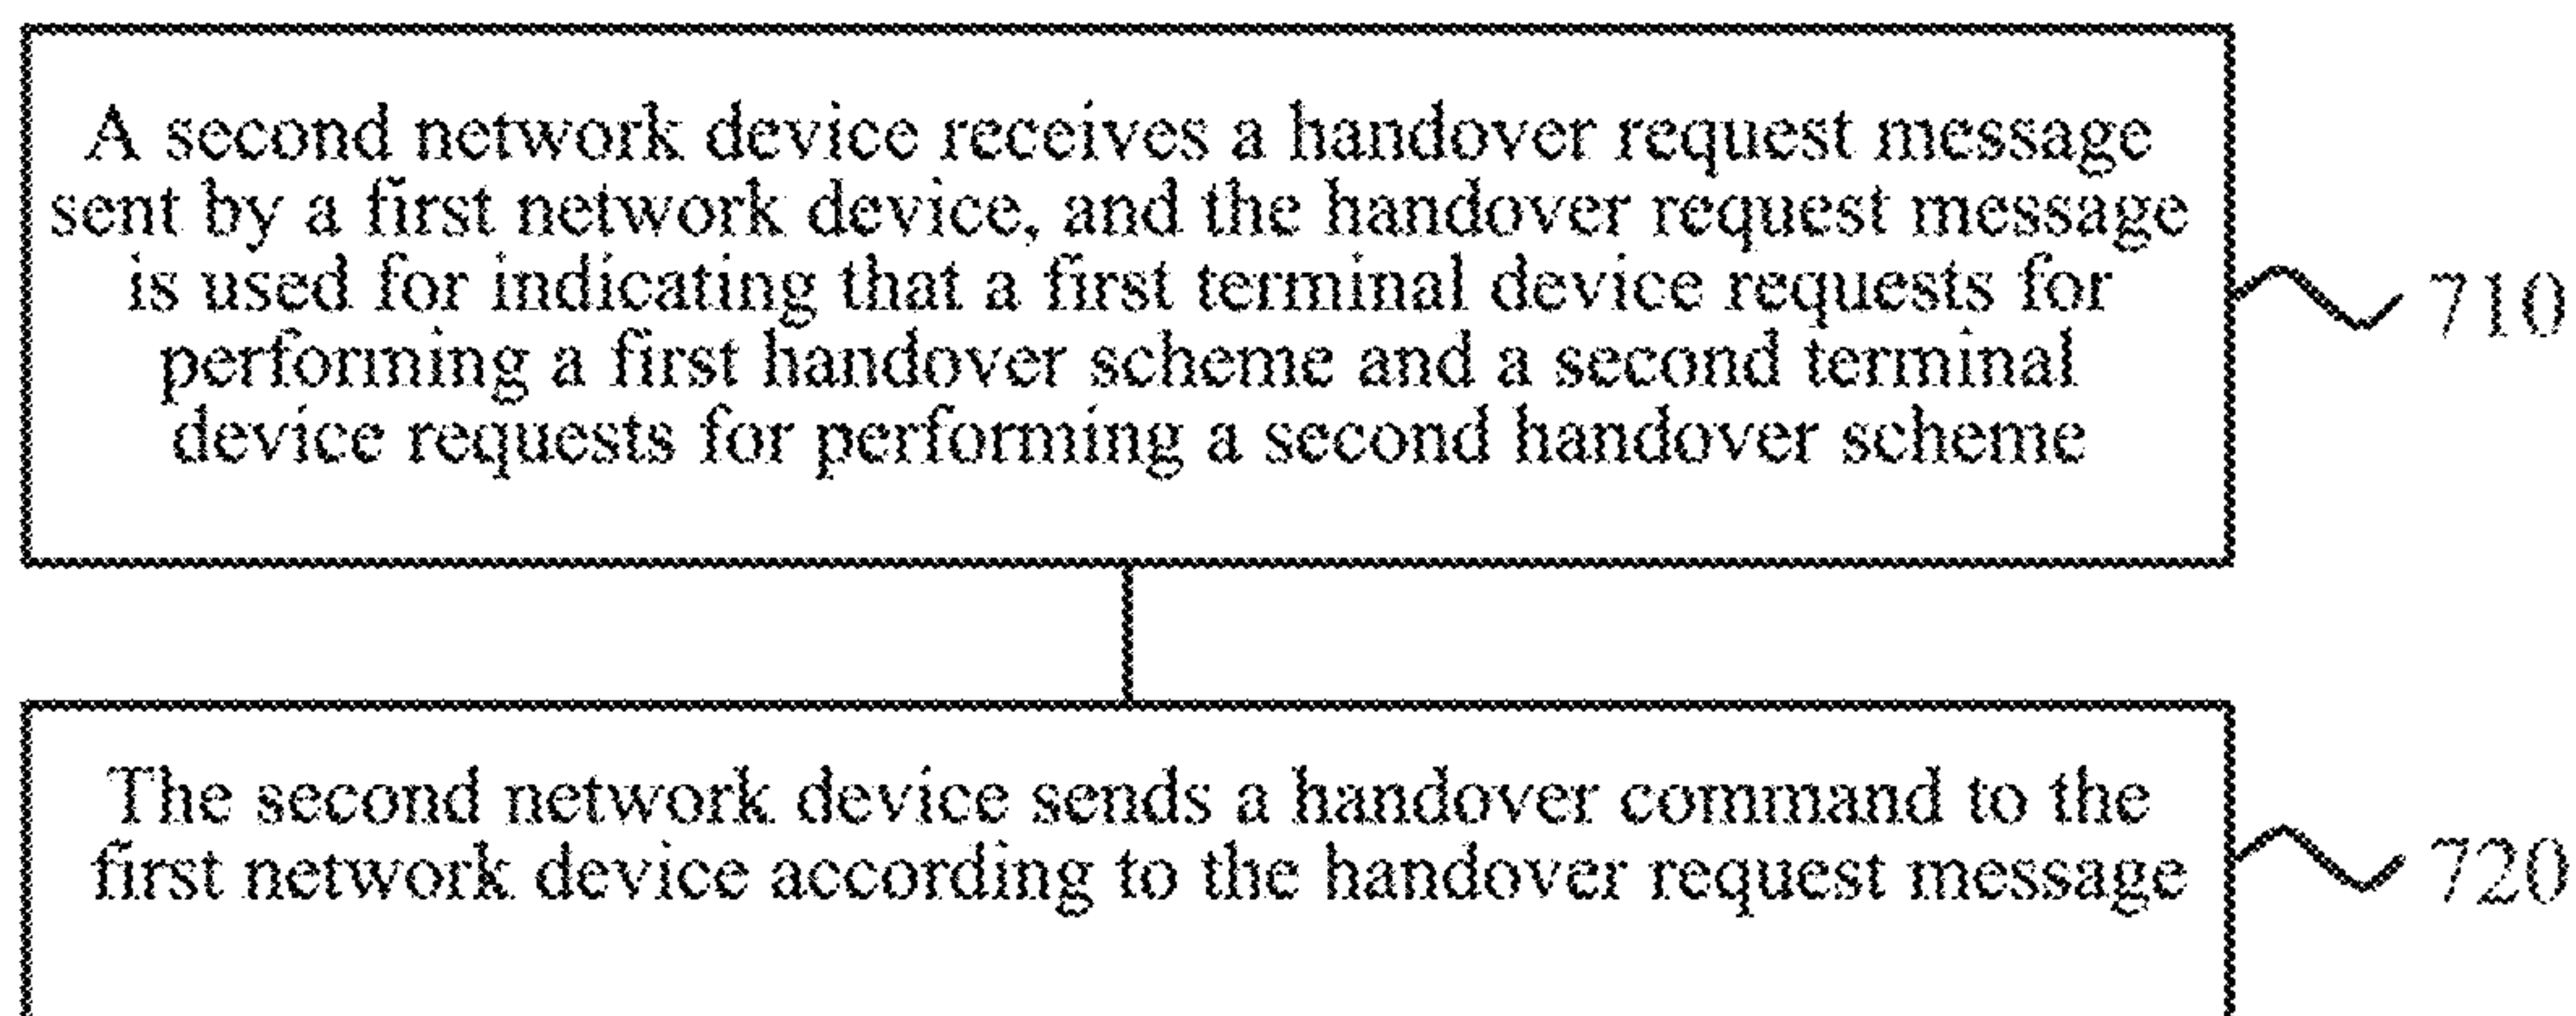 A second network device receives a handover request message
sent by a first network device, and the handover request message
is used for indicating that a first terminal device requests for
performing a first handover scheme and a second terminal
device requests for performing a second handover scheme
710
The second network device sends a handover command to the
first network device according to the handover request message
720